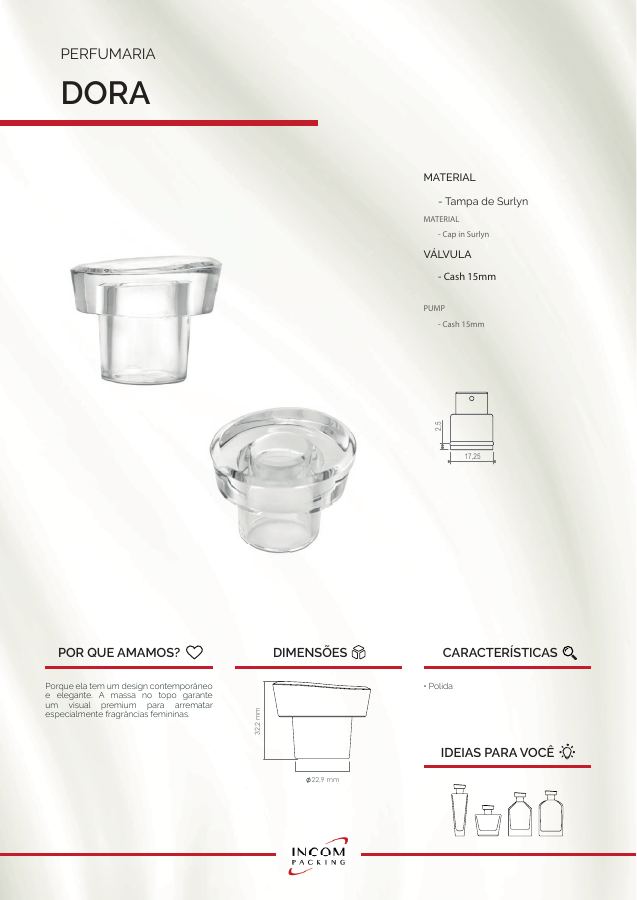 PERFUMARIA
DORA
MATERIAL
- Tampa de Surlyn
MATERIAL
- Cap in Surlyn
VÁLVULA
- Cash 15mm
PUMP
- Cash 15mm
2,5
17,25
POR QUE AMAMOS?
Porque ela tem um design contemporâneo
e elegante. A massa no topo garante
um visual premium para arrematar
especialmente fragrâncias femininas.
DIMENSÕES
32,2 mm
ø22,9 mm
CARACTERÍSTICAS
• Polida
IDEIAS PARA VOCÊ
INCOM
PACKING